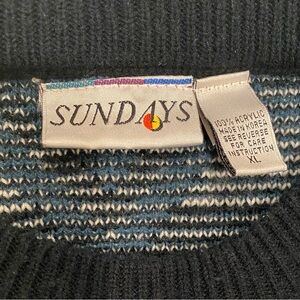 SUNDAYS
100% ACRYLIC
MADE IN KOREA
SEE REVERSE
FOR CARE
INSTRUCTION
XL